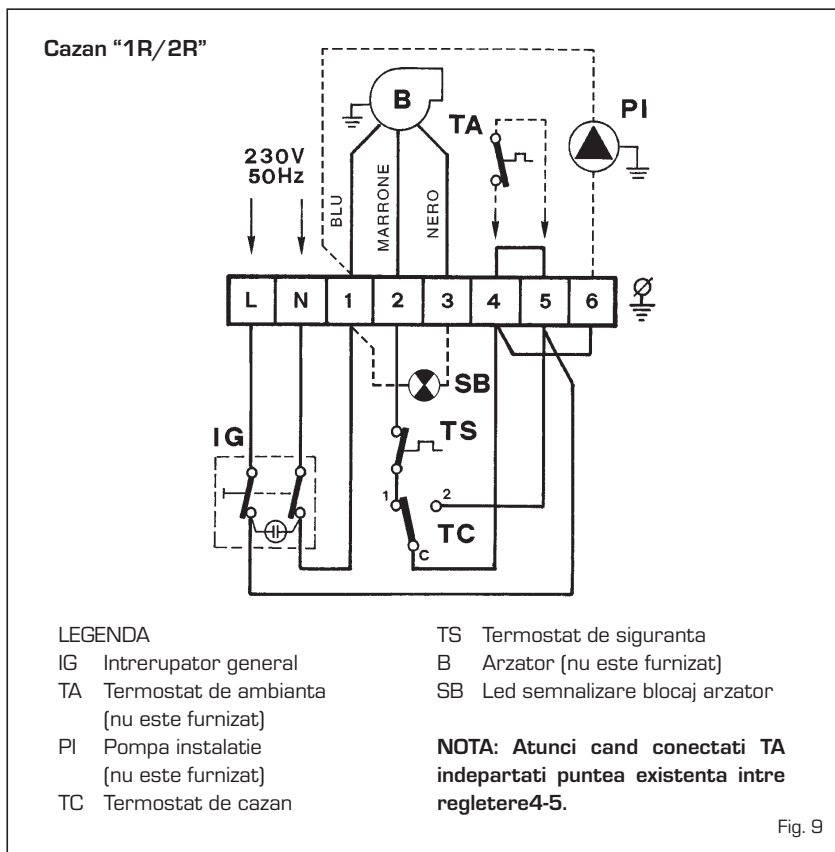 Cazan “1R/2R”
B
TA
PI
230V
50Hz
BLU
MARRONE
NERO
L N 1 2 3 4 5 6
SB
IG
TS
1
2
TC
C
LEGENDA
IG Intrerupator general
TA Termostat de ambianta
(nu este furnizat)
PI Pompa instalatie
(nu este furnizat)
TC Termostat de cazan
TS Termostat de siguranta
B Arzator (nu este furnizat)
SB Led semnalizare blocaj arzator
NOTA: Atunci cand conectati TA
indepartati puntea existenta intre
regletere4-5.
Fig. 9